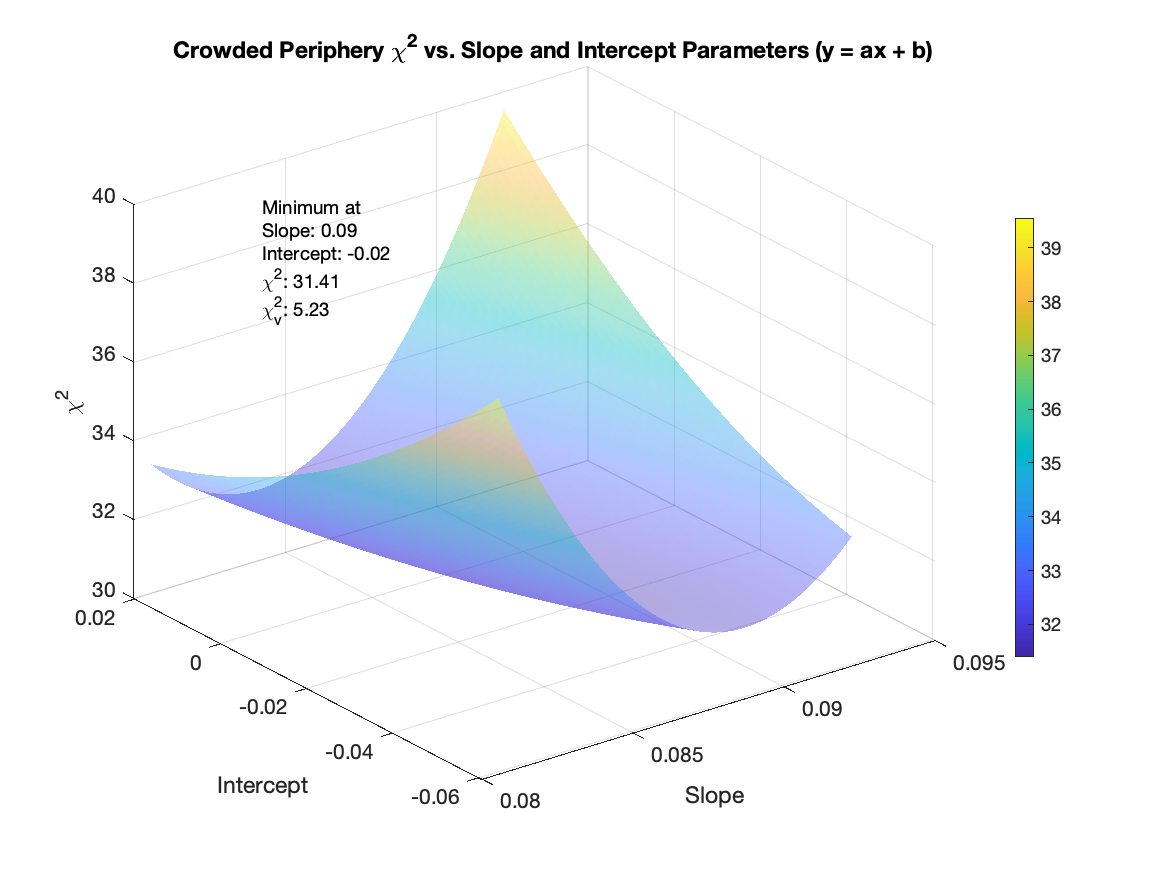 Crowded Periphery χ² vs. Slope and Intercept Parameters (y = ax + b)
Minimum at
Slope: 0.09
Intercept: -0.02
χ²: 31.41
χ²ᵥ: 5.23
χ²
40
38
36
34
32
30
0.02
0
-0.02
-0.04
-0.06
Intercept
0.08
0.085
0.09
0.095
Slope
39
38
37
36
35
34
33
32